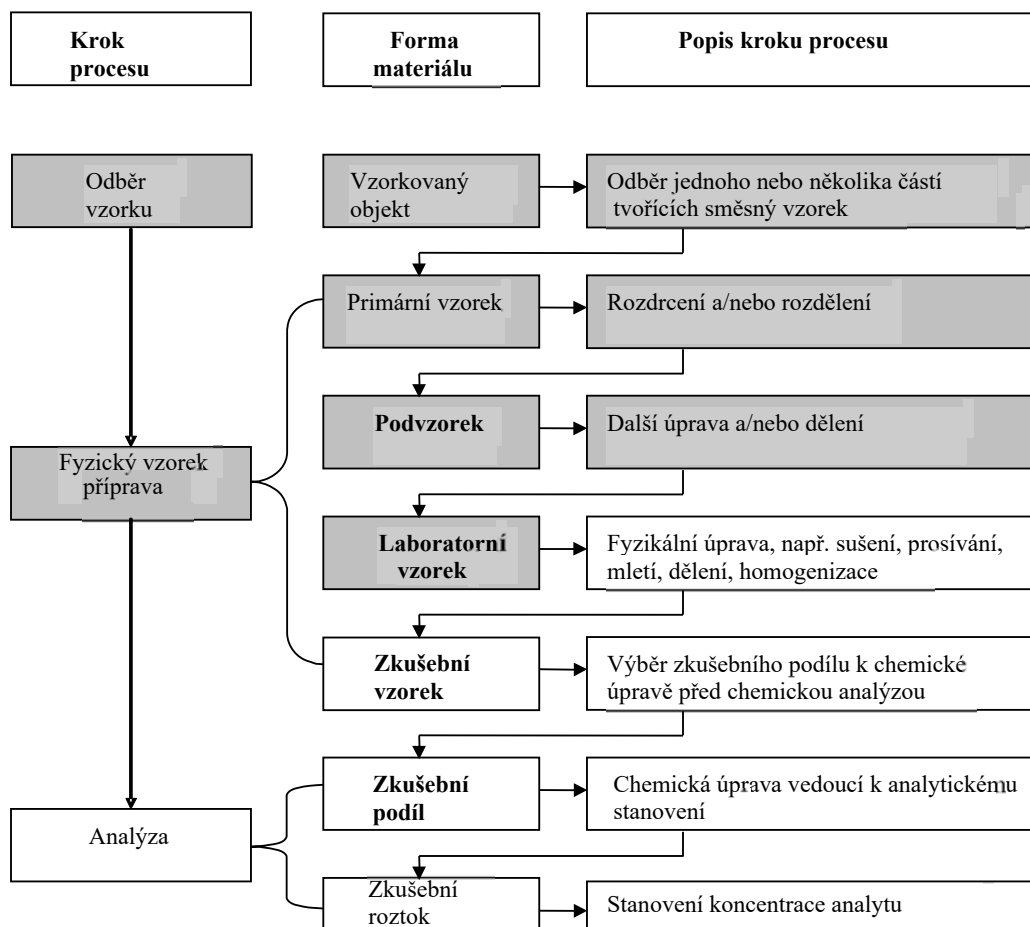 Krok
procesu
Forma
materiálu
Popis kroku procesu
Odběr
vzorku
Vzorkovaný
objekt
Odběr jednoho nebo několika částí
tvořících směsný vzorek
Primární vzorek
Rozdrcení a/nebo rozdělení
Podvzorek
Další úprava a/nebo dělení
Fyzický vzorek
příprava
Laboratorní
vzorek
Fyzikální úprava, např. sušení, prosívání,
mletí, dělení, homogenizace
Zkušební
vzorek
Výběr zkušebního podílu k chemické
úpravě před chemickou analýzou
Zkušební
podíl
Chemická úprava vedoucí k analytickému
stanovení
Analýza
Zkušební
roztok
Stanovení koncentrace analytu